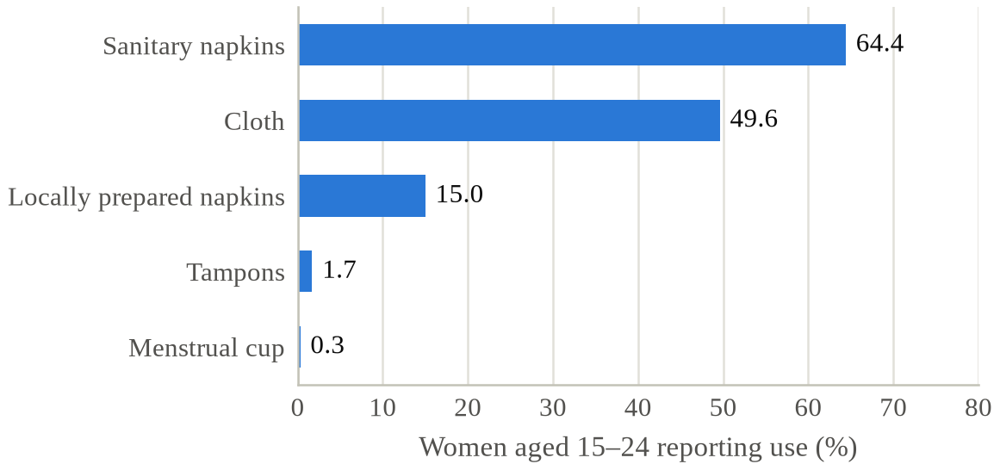 Sanitary napkins 64.4
Cloth 49.6
Locally prepared napkins 15.0
Tampons 1.7
Menstrual cup 0.3
0 10 20 30 40 50 60 70 80
Women aged 15–24 reporting use (%)